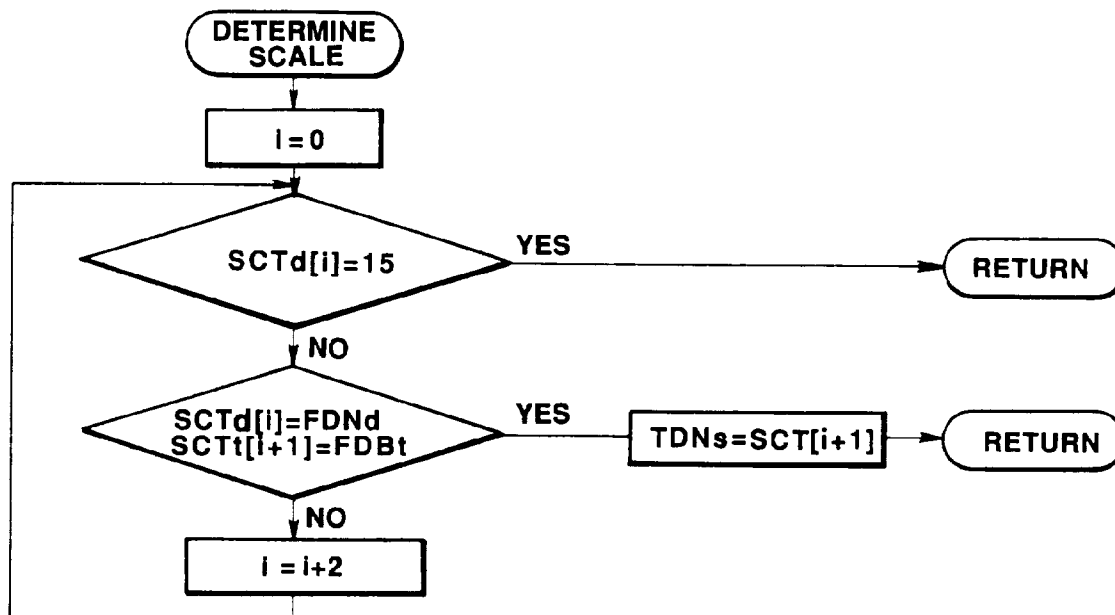 DETERMINE
SCALE
i=0
SCTd[i]=15
YES
RETURN
NO
SCTd[i]=FDNd
SCTt[i+1]=FDBt
YES
TDNs=SCT[i+1]
RETURN
NO
i=i+2